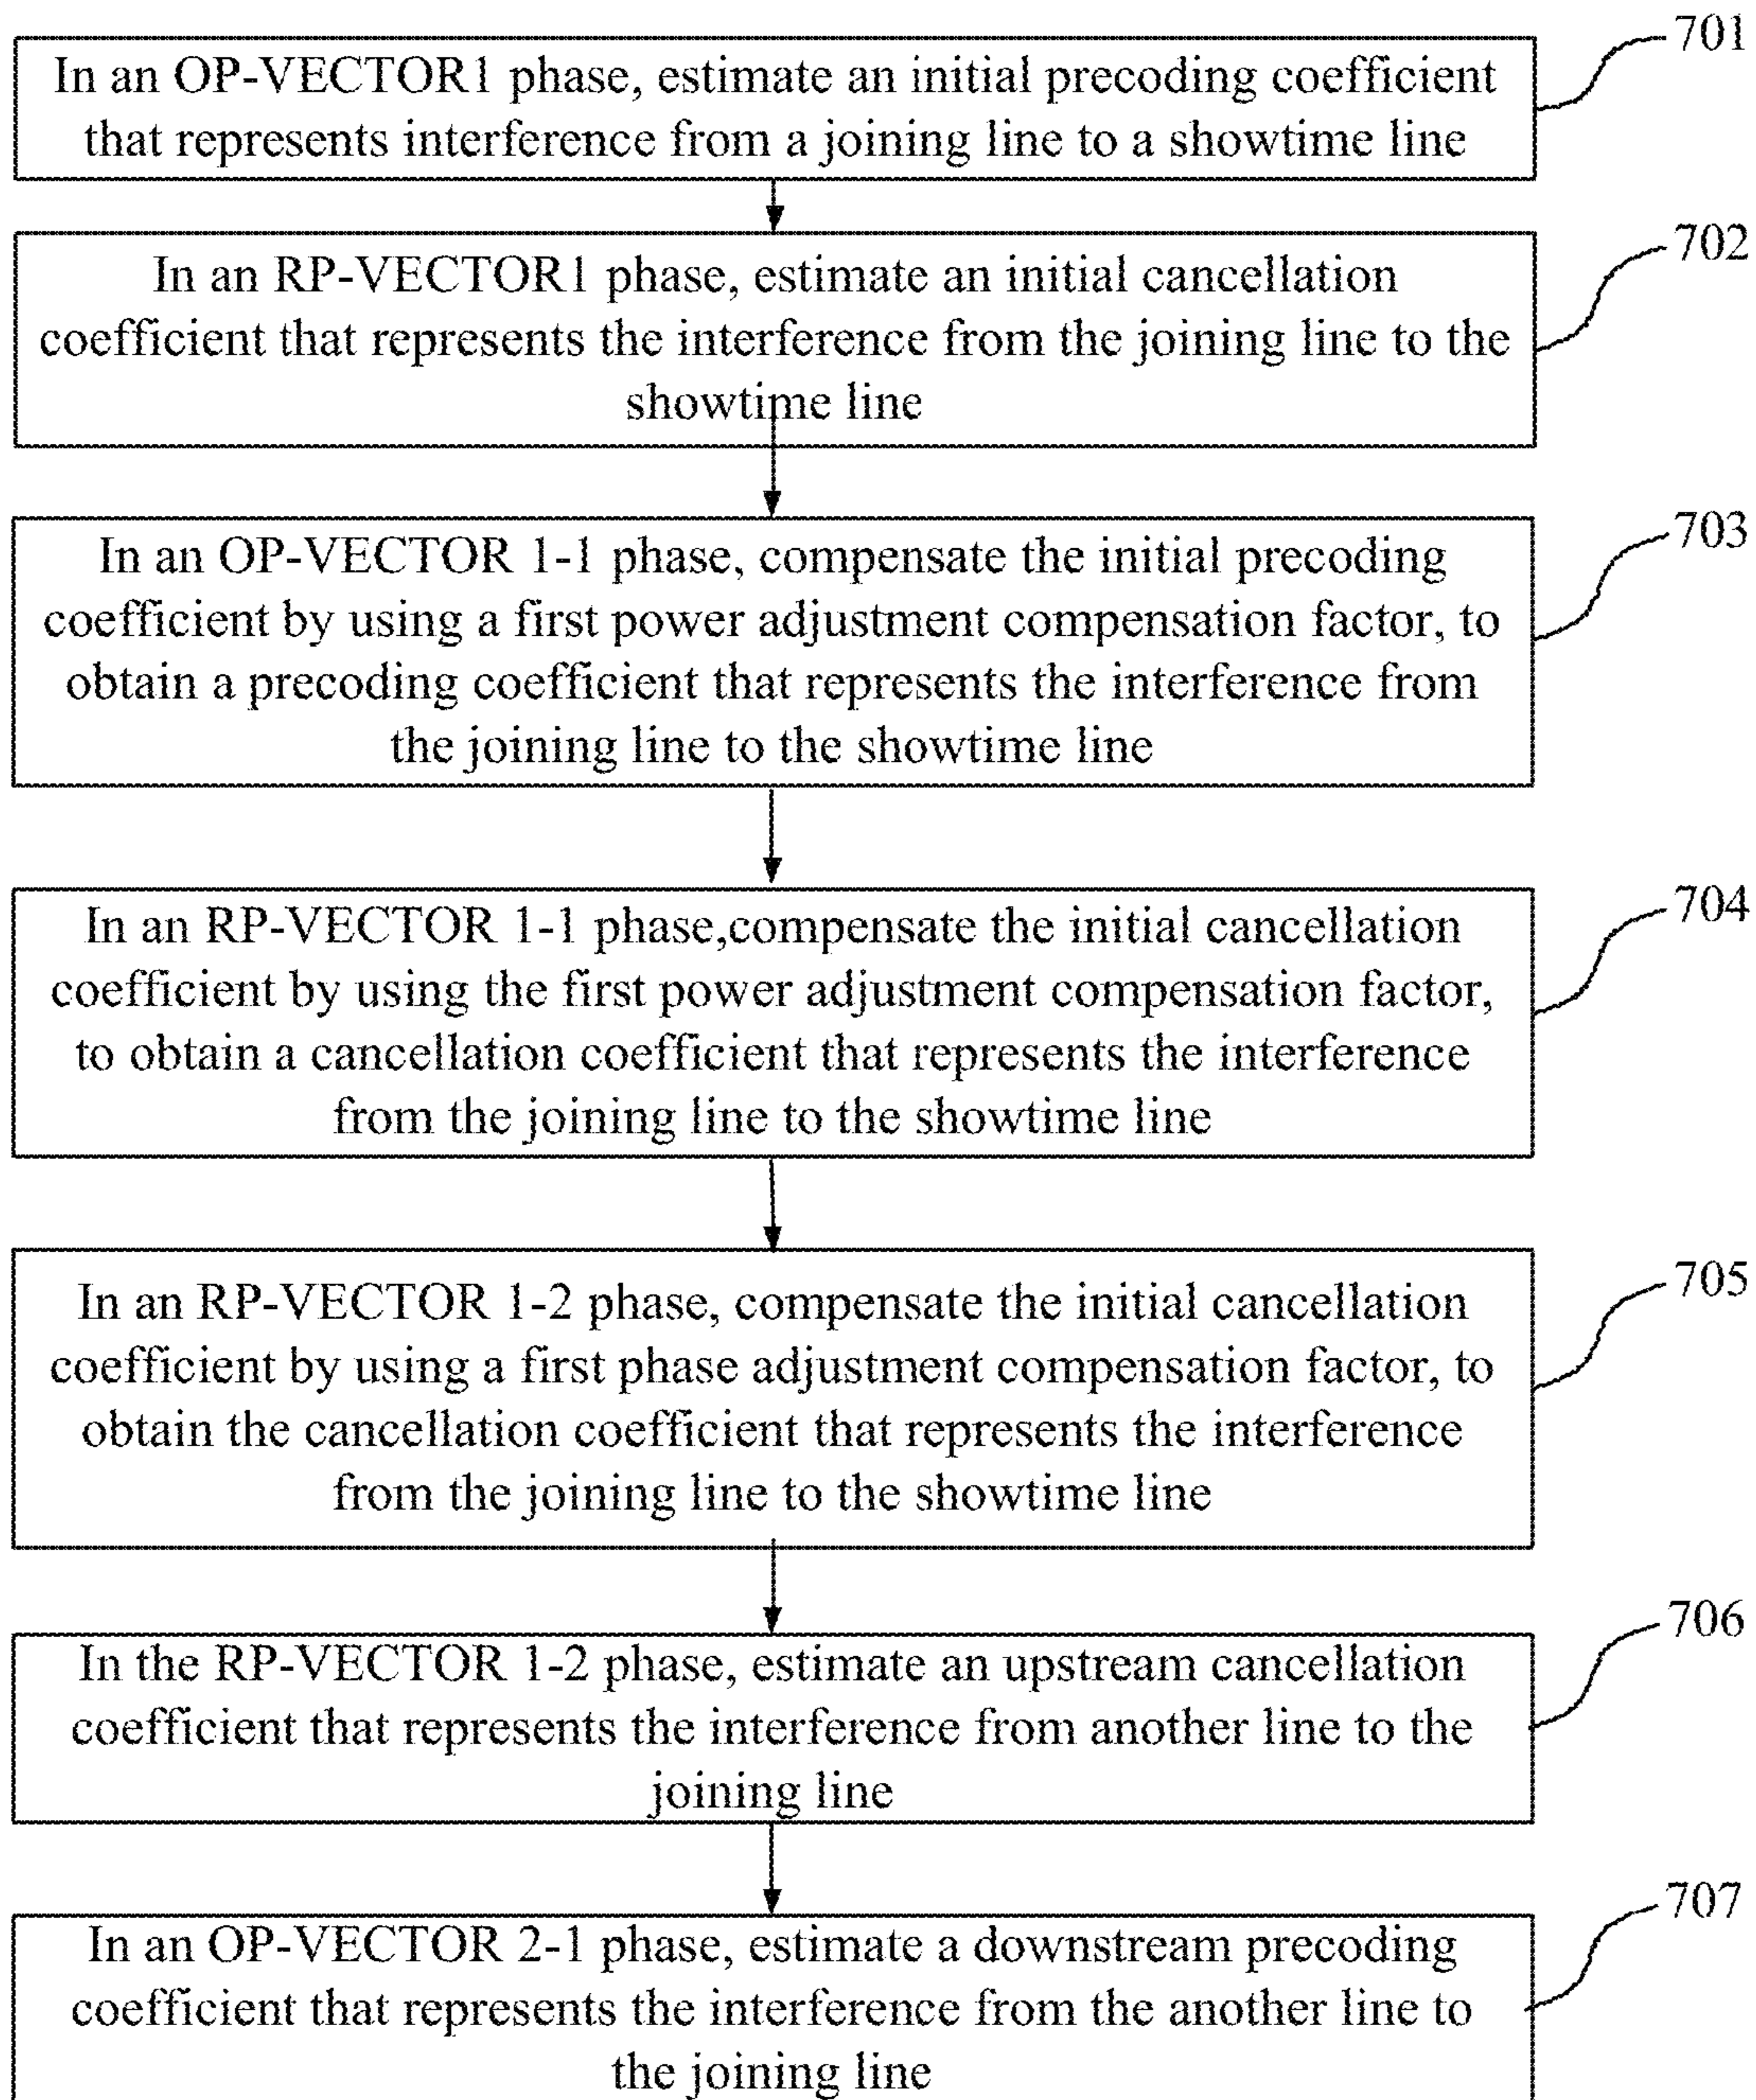 701
In an OP-VECTOR1 phase, estimate an initial precoding coefficient
that represents interference from a joining line to a showtime line
702
In an RP-VECTOR1 phase, estimate an initial cancellation
coefficient that represents the interference from the joining line to the
showtime line
703
In an OP-VECTOR 1-1 phase, compensate the initial precoding
coefficient by using a first power adjustment compensation factor, to
obtain a precoding coefficient that represents the interference from
the joining line to the showtime line
704
In an RP-VECTOR 1-1 phase,compensate the initial cancellation
coefficient by using the first power adjustment compensation factor,
to obtain a cancellation coefficient that represents the interference
from the joining line to the showtime line
705
In an RP-VECTOR 1-2 phase, compensate the initial cancellation
coefficient by using a first phase adjustment compensation factor, to
obtain the cancellation coefficient that represents the interference
from the joining line to the showtime line
706
In the RP-VECTOR 1-2 phase, estimate an upstream cancellation
coefficient that represents the interference from another line to the
joining line
707
In an OP-VECTOR 2-1 phase, estimate a downstream precoding
coefficient that represents the interference from the another line to
the joining line